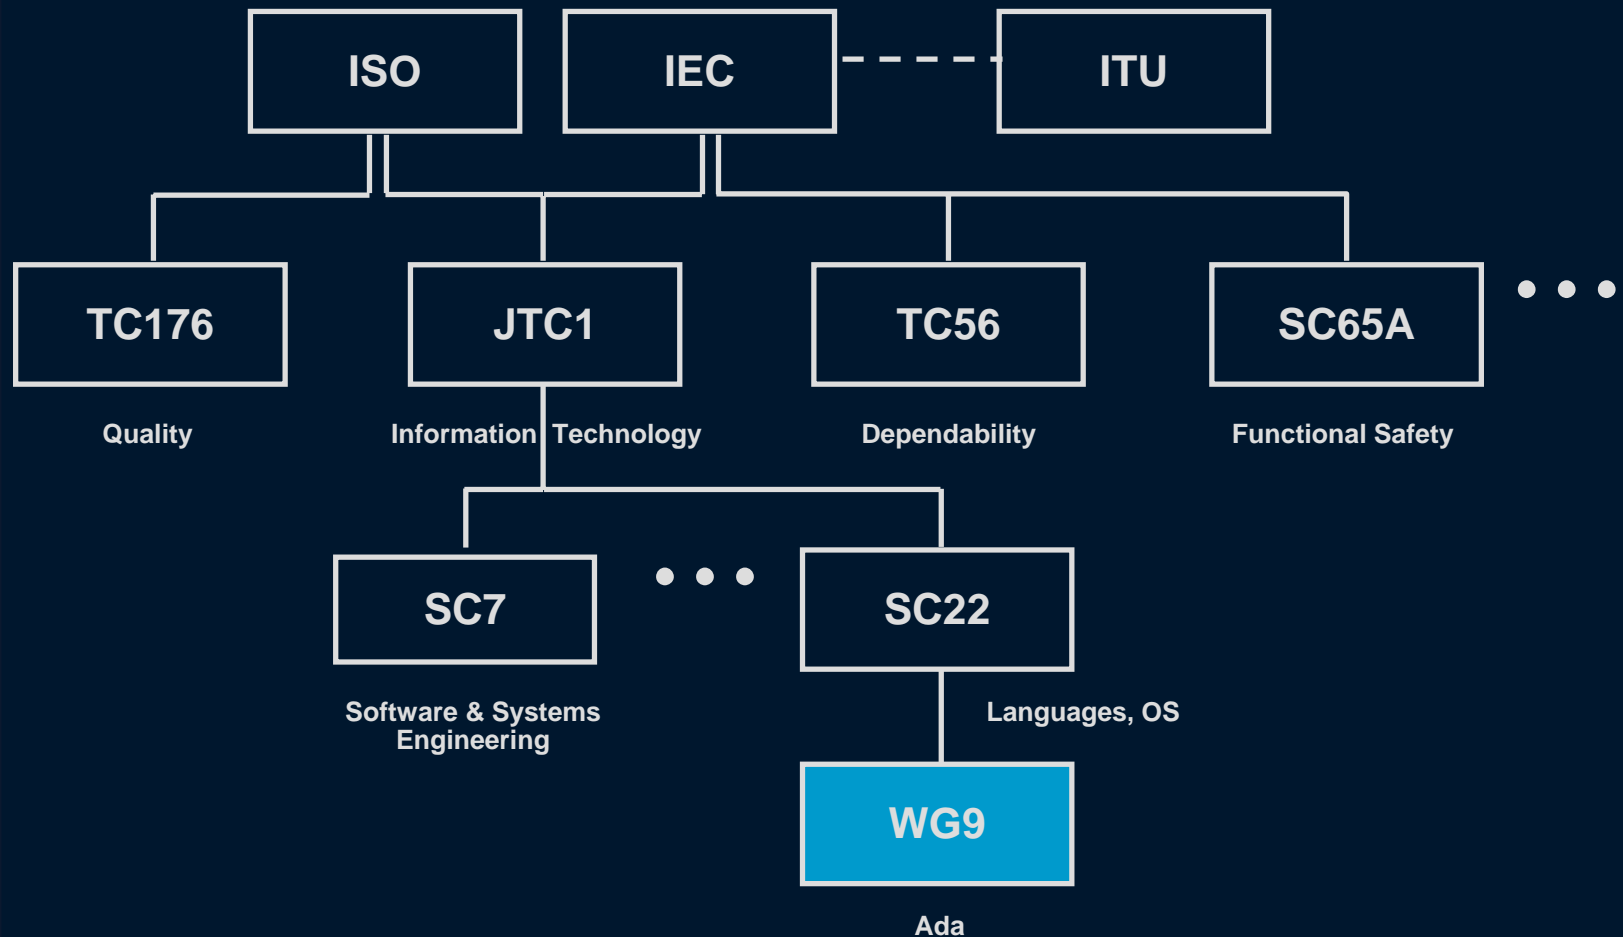 ISO
IEC
ITU
TC176
JTC1
TC56
SC65A
Quality
Information Technology
Dependability
Functional Safety
SC7
SC22
Software & Systems
Engineering
Languages, OS
WG9
Ada